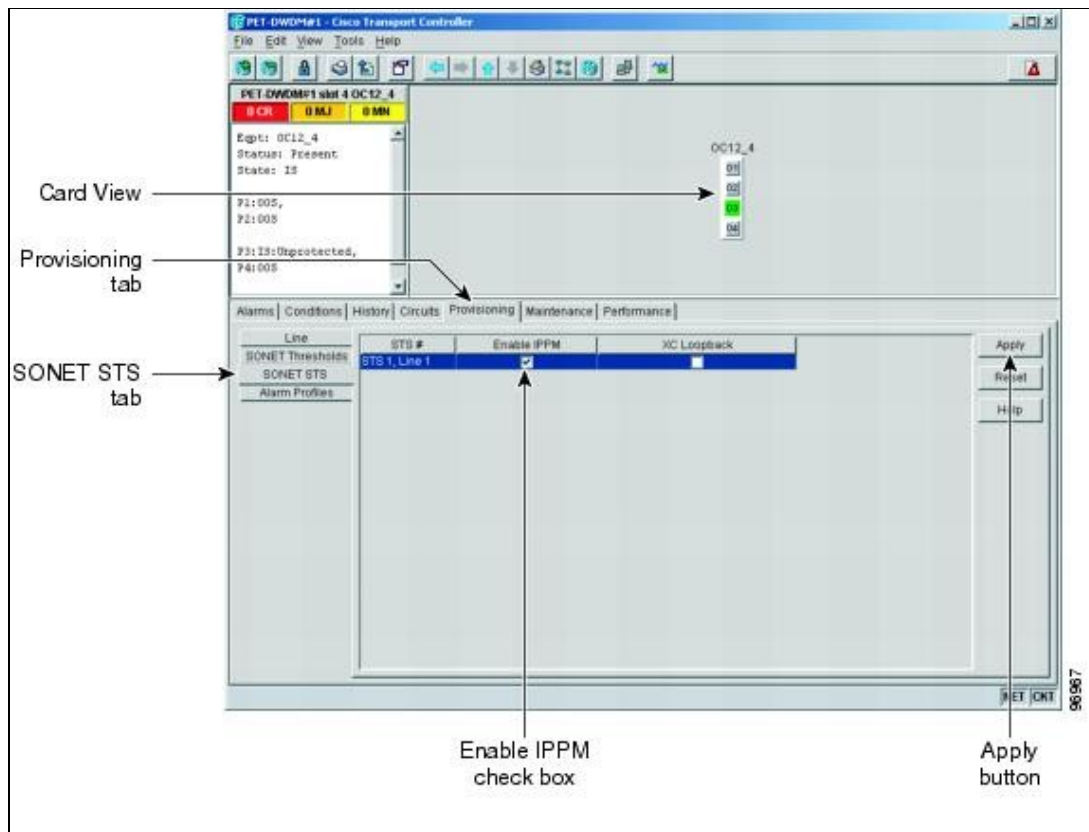 PET-DWDM#1 - Cisco Transport Controller
File Edit View Tools Help
PET-DWDM#1 slot 4 OC12_4
0 CR 0 MJ 0 MN
Eqpt: OC12_4
Status: Present
State: IS
P1:OOS,
P2:OOS
P3:IS:Unprotected,
P4:OOS
OC12_4
01
02
03
04
Card View
Provisioning
tab
Alarms Conditions History Circuits Provisioning Maintenance Performance
Line
SONET Thresholds
SONET STS
Alarm Profiles
SONET STS
tab
STS # Enable IPPM XC Loopback
STS 1, Line 1
Apply
Reset
Help
NET CKT
96967
Enable IPPM
check box
Apply
button